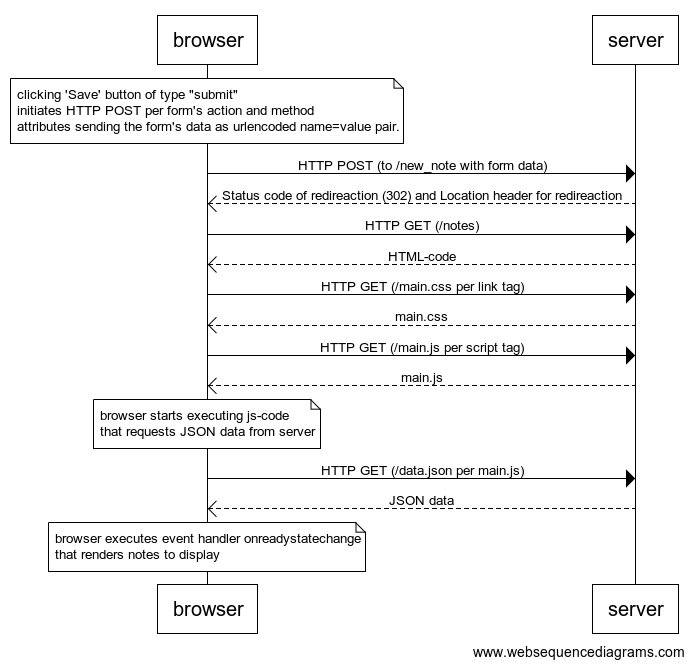 browser
server
clicking 'Save' button of type "submit"
initiates HTTP POST per form's action and method
attributes sending the form's data as urlencoded name=value pair.
HTTP POST (to /new_note with form data)
Status code of redireaction (302) and Location header for redireaction
HTTP GET (/notes)
HTML-code
HTTP GET (/main.css per link tag)
main.css
HTTP GET (/main.js per script tag)
main.js
browser starts executing js-code
that requests JSON data from server
HTTP GET (/data.json per main.js)
JSON data
browser executes event handler onreadystatechange
that renders notes to display
browser
server
www.websequencediagrams.com